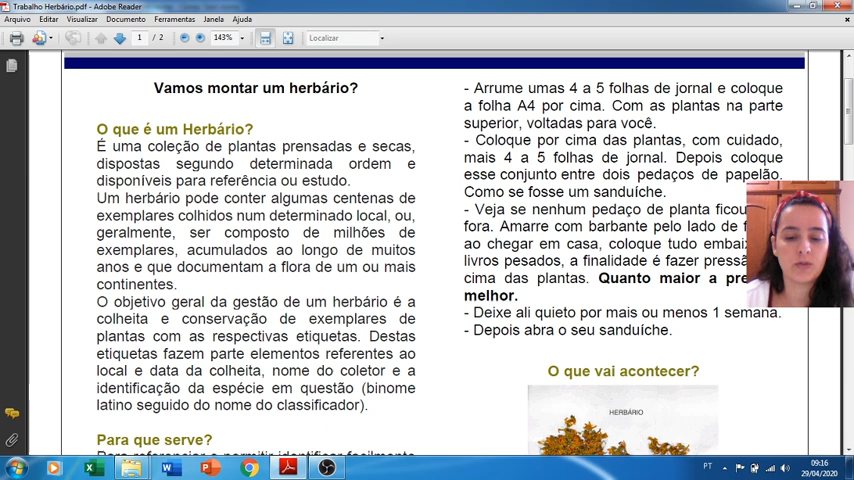 Trabalho Herbário.pdf - Adobe Reader
Arquivo Editar Visualizar Documento Ferramentas Janela Ajuda
1 / 2 143% Localizar
Vamos montar um herbário?
O que é um Herbário?
É uma coleção de plantas prensadas e secas,
dispostas segundo determinada ordem e
disponíveis para referência ou estudo.
Um herbário pode conter algumas centenas de
exemplares colhidos num determinado local, ou,
geralmente, ser composto de milhões de
exemplares, acumulados ao longo de muitos
anos e que documentam a flora de um ou mais
continentes.
O objetivo geral da gestão de um herbário é a
colheita e conservação de exemplares de
plantas com as respectivas etiquetas. Destas
etiquetas fazem parte elementos referentes ao
local e data da colheita, nome do coletor e a
identificação da espécie em questão (binome
latino seguido do nome do classificador).
Para que serve?
Para referenciar e permitir identificar facilmente
- Arrume umas 4 a 5 folhas de jornal e coloque
a folha A4 por cima. Com as plantas na parte
superior, voltadas para você.
- Coloque por cima das plantas, com cuidado,
mais 4 a 5 folhas de jornal. Depois coloque
esse conjunto entre dois pedaços de papelão.
Como se fosse um sanduíche.
- Veja se nenhum pedaço de planta ficou
fora. Amarre com barbante pelo lado de
ao chegar em casa, coloque tudo
livros pesados, a finalidade é fazer
cima das plantas. Quanto maior a
melhor.
- Deixe ali quieto por mais ou menos 1 semana.
- Depois abra o seu sanduíche.
O que vai acontecer?
HERBÁRIO
PT
09:16
29/04/2020